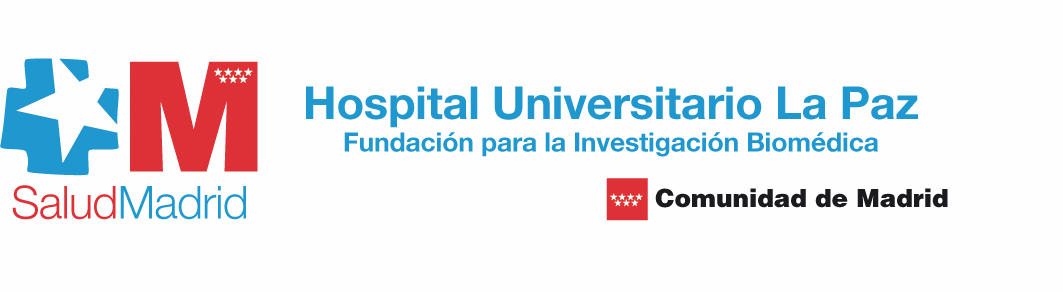 M
SaludMadrid
Hospital Universitario La Paz
Fundación para la Investigación Biomédica
Comunidad de Madrid